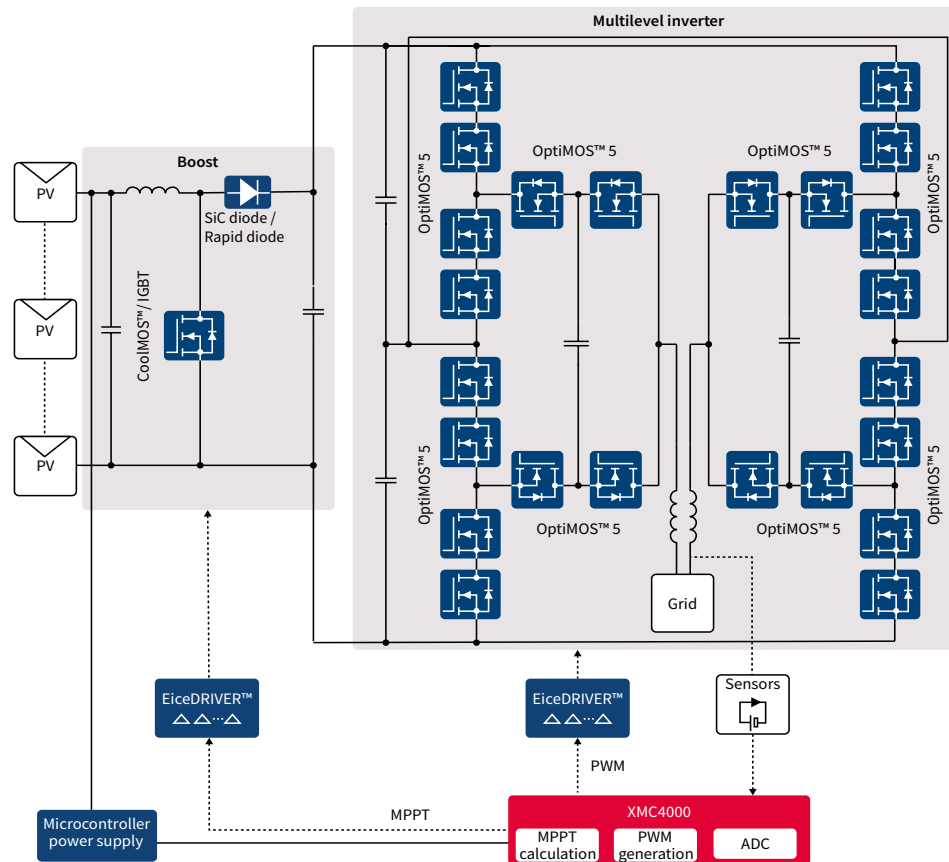 Multilevel inverter
Boost
PV
PV
PV
SiC diode /
Rapid diode
CoolMOS™/ IGBT
OptiMOS™ 5
OptiMOS™ 5
OptiMOS™ 5
OptiMOS™ 5
OptiMOS™ 5
OptiMOS™ 5
OptiMOS™ 5
OptiMOS™ 5
Grid
EiceDRIVER™
EiceDRIVER™
Sensors
PWM
MPPT
Microcontroller
power supply
XMC4000
MPPT
calculation
PWM
generation
ADC